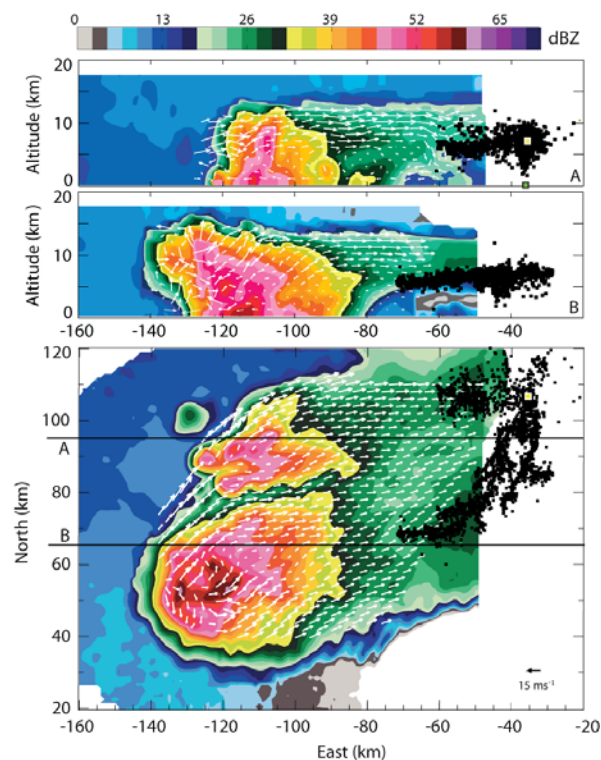 0 13 26 39 52 65 dBZ
20
Altitude (km)
10
0
A
20
Altitude (km)
10
0
B
-160 -140 -120 -100 -80 -60 -40
120
100
A
80
North (km)
B
60
40
20
15 ms⁻¹
-160 -140 -120 -100 -80 -60 -40 -20
East (km)